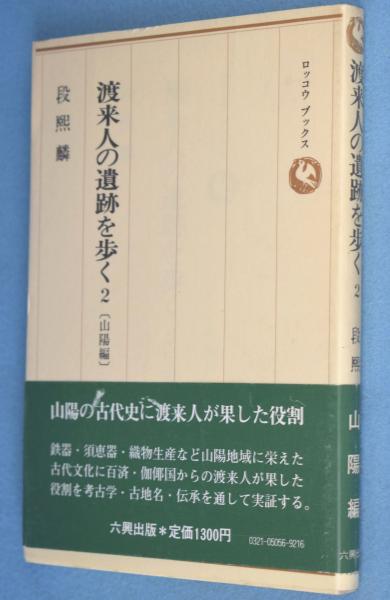 ロッコウ ブックス
渡来人の遺跡を歩く 2〔山陽編〕
段熙麟
山陽の古代史に渡来人が果した役割
鉄器・須恵器・織物生産など山陽地域に栄えた
古代文化に百済・伽倻国からの渡来人が果した
役割を考古学・古地名・伝承を通して実証する。
六興出版＊定価1300円
0321-05056-9216
渡来人の遺跡を歩く 2
段熙
山陽編
六興出